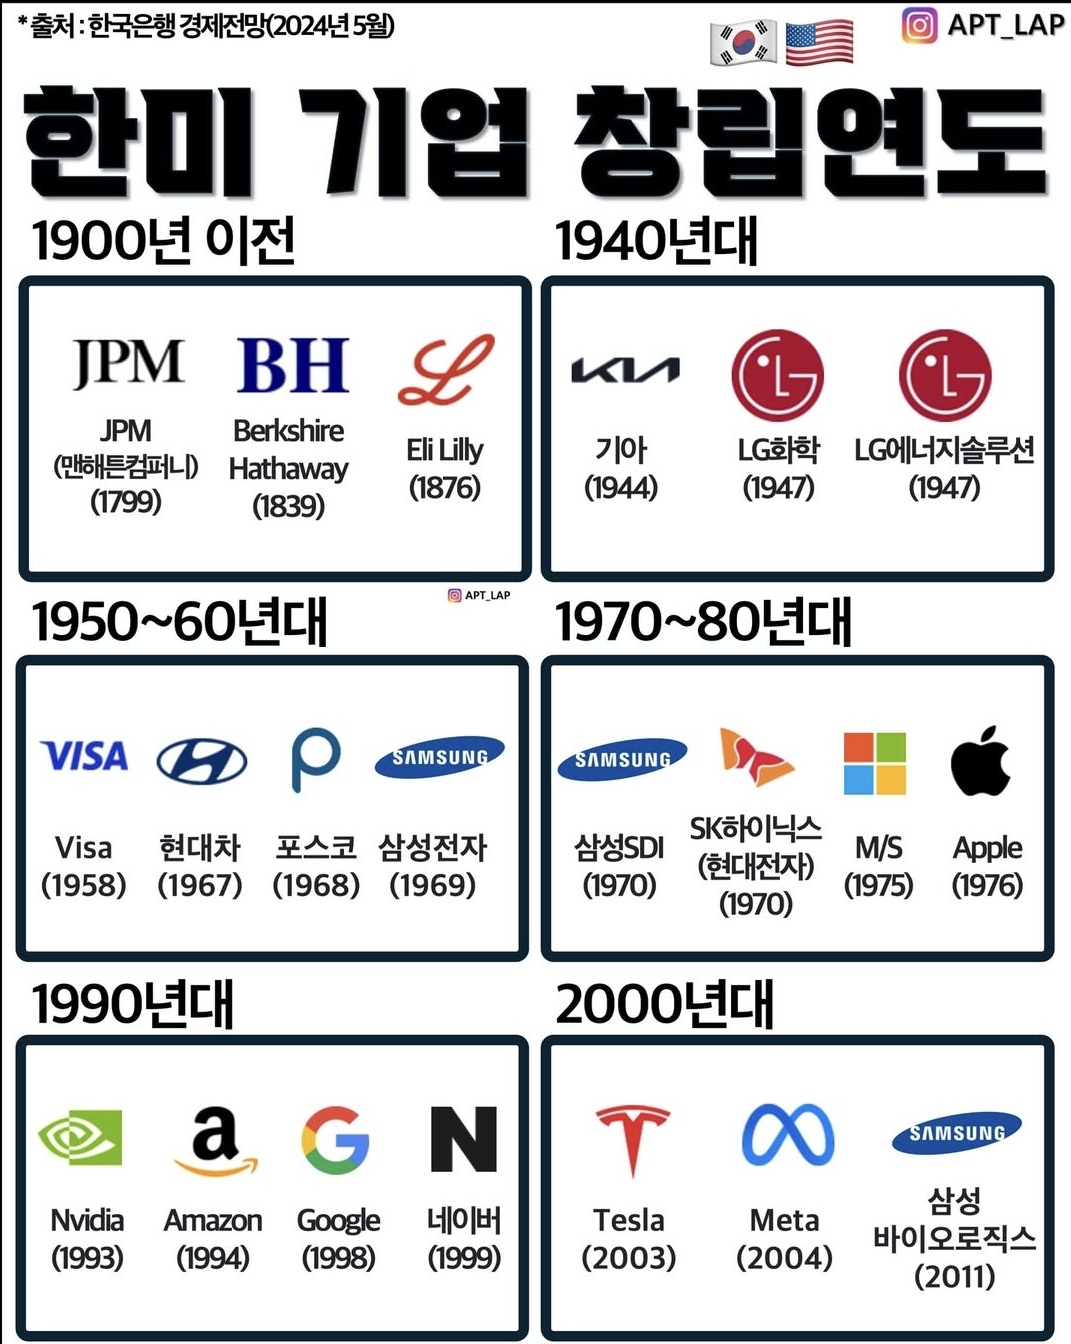 * 출처 : 한국은행 경제전망(2024년 5월)
APT_LAP
한미 기업 창립연도
1900년 이전
JPM
JPM
(맨해튼컴퍼니)
(1799)
BH
Berkshire
Hathaway
(1839)
L
Eli Lilly
(1876)
1940년대
KIA
기아
(1944)
LG
LG화학
(1947)
LG
LG에너지솔루션
(1947)
APT_LAP
1950~60년대
VISA
Visa
(1958)
현대차
(1967)
포스코
(1968)
SAMSUNG
삼성전자
(1969)
1970~80년대
SAMSUNG
삼성SDI
(1970)
SK하이닉스
(현대전자)
(1970)
M/S
(1975)
Apple
(1976)
1990년대
Nvidia
(1993)
a
Amazon
(1994)
G
Google
(1998)
N
네이버
(1999)
2000년대
Tesla
(2003)
Meta
(2004)
SAMSUNG
삼성
바이오로직스
(2011)